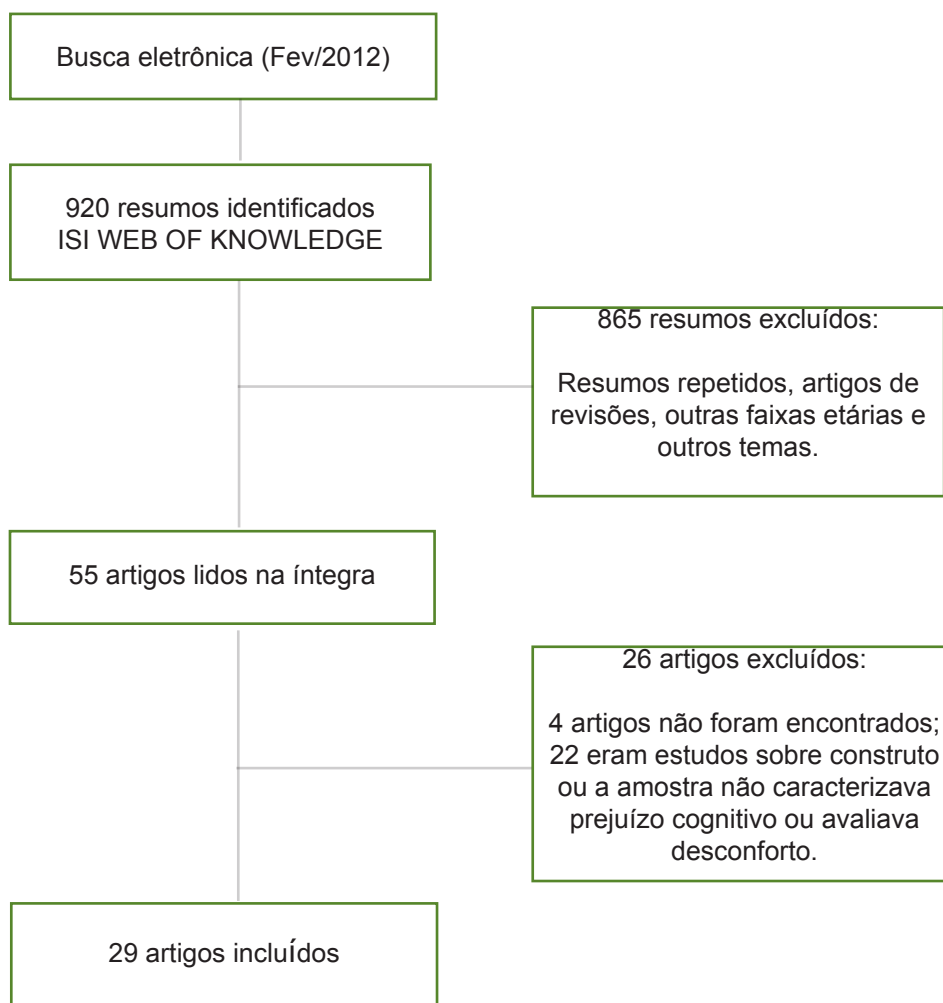 Busca eletrônica (Fev/2012)
920 resumos identificados
ISI WEB OF KNOWLEDGE
865 resumos excluídos:
Resumos repetidos, artigos de
revisões, outras faixas etárias e
outros temas.
55 artigos lidos na íntegra
26 artigos excluídos:
4 artigos não foram encontrados;
22 eram estudos sobre construto
ou a amostra não caracterizava
prejuízo cognitivo ou avaliava
desconforto.
29 artigos incluídos